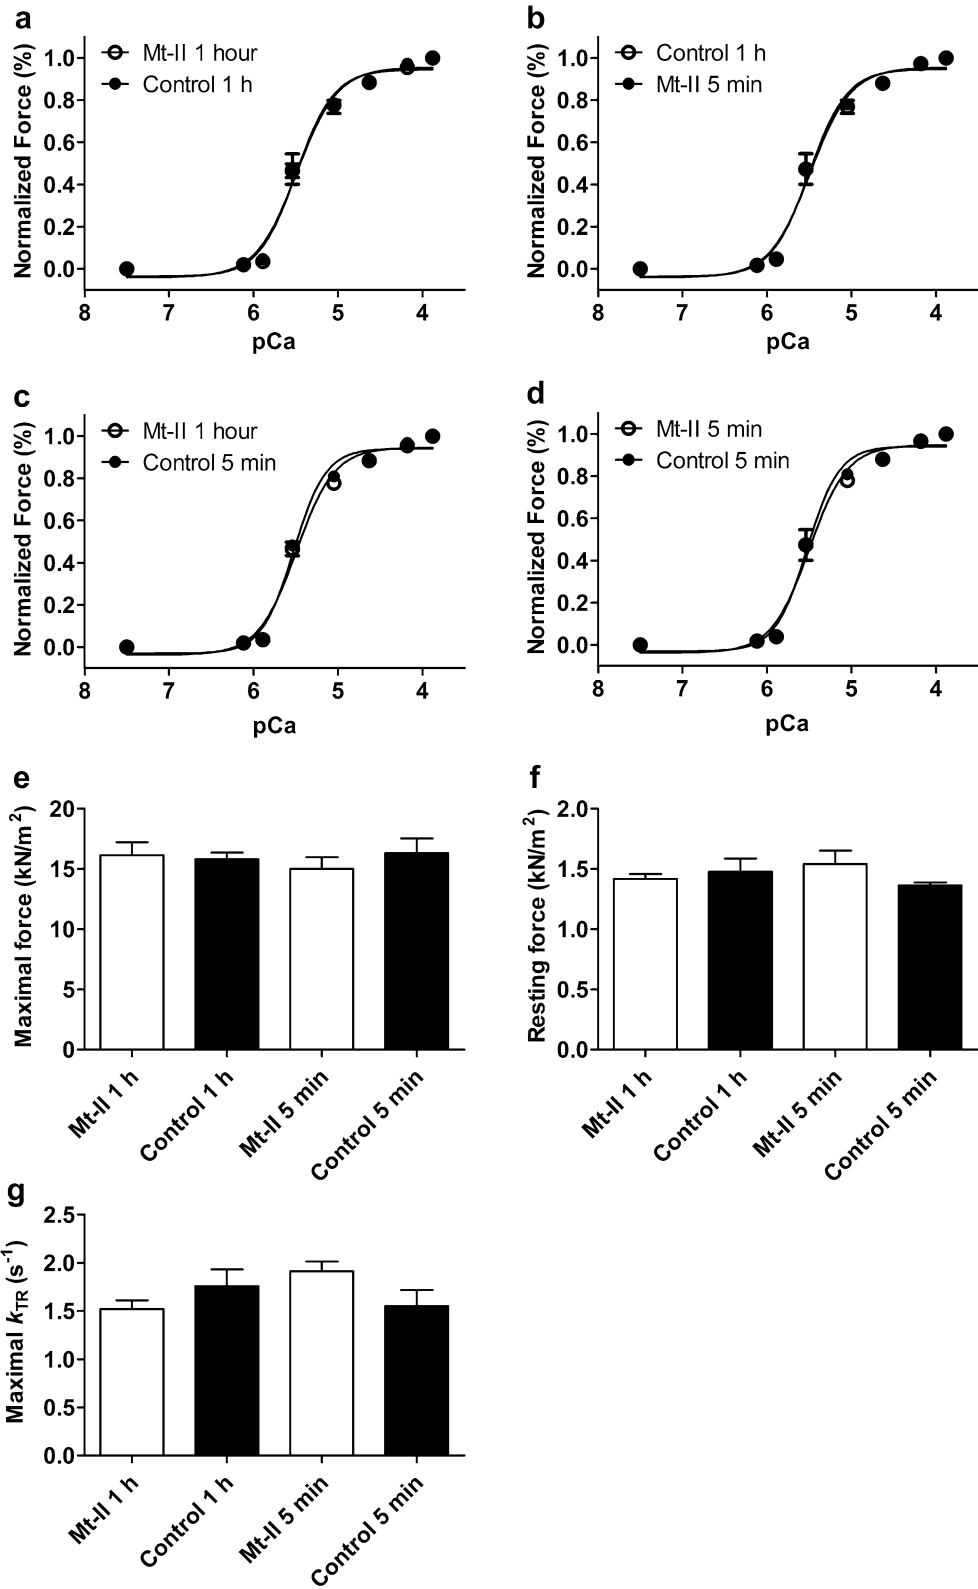 a
Normalized Force (%)
1.0
0.8
0.6
0.4
0.2
0.0
Mt-II 1 hour
Control 1 h
8 7 6 5 4
pCa
b
Normalized Force (%)
1.0
0.8
0.6
0.4
0.2
0.0
Control 1 h
Mt-II 5 min
8 7 6 5 4
pCa
c
Normalized Force (%)
1.0
0.8
0.6
0.4
0.2
0.0
Mt-II 1 hour
Control 5 min
8 7 6 5 4
pCa
d
Normalized Force (%)
1.0
0.8
0.6
0.4
0.2
0.0
Mt-II 5 min
Control 5 min
8 7 6 5 4
pCa
e
Maximal force (kN/m²)
20
15
10
5
0
Mt-II 1 h
Control 1 h
Mt-II 5 min
Control 5 min
f
Resting force (kN/m²)
2.0
1.5
1.0
0.5
0.0
Mt-II 1 h
Control 1 h
Mt-II 5 min
Control 5 min
g
Maximal kTR (s⁻¹)
2.5
2.0
1.5
1.0
0.5
0.0
Mt-II 1 h
Control 1 h
Mt-II 5 min
Control 5 min